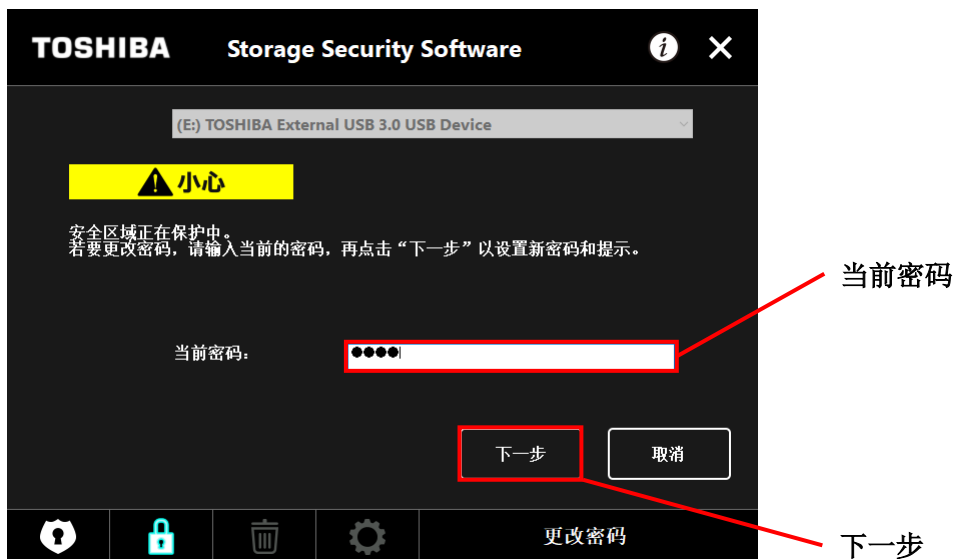 TOSHIBA Storage Security Software
(E:) TOSHIBA External USB 3.0 USB Device
小心
安全区域正在保护中。
若要更改密码，请输入当前的密码，再点击“下一步”以设置新密码和提示。
当前密码
当前密码：
下一步 取消
更改密码
下一步